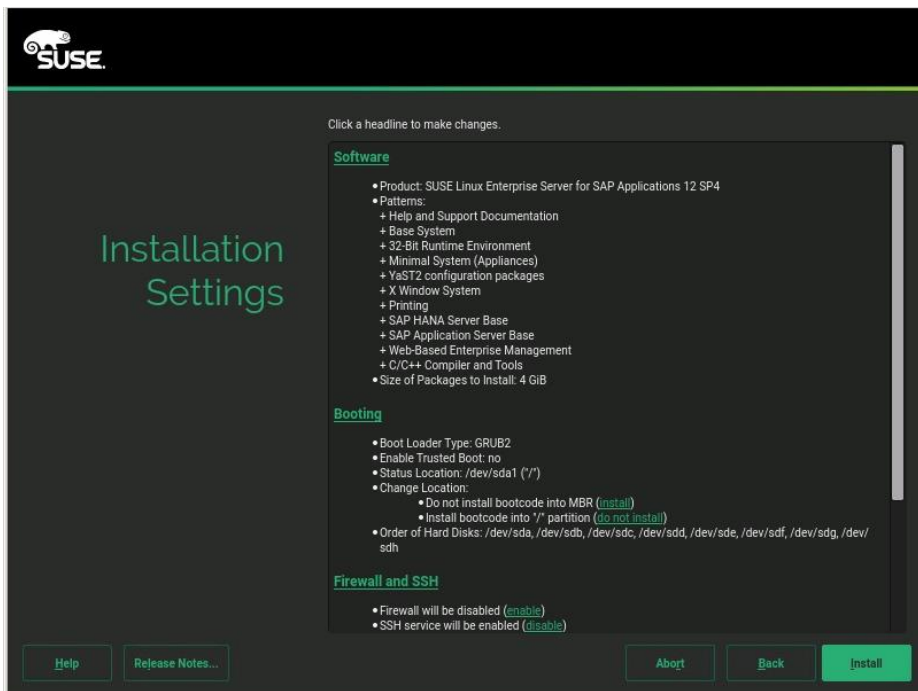 SUSE.
Click a headline to make changes.
Installation
Settings
Software
• Product: SUSE Linux Enterprise Server for SAP Applications 12 SP4
• Patterns:
+ Help and Support Documentation
+ Base System
+ 32-Bit Runtime Environment
+ Minimal System (Appliances)
+ YaST2 configuration packages
+ X Window System
+ Printing
+ SAP HANA Server Base
+ SAP Application Server Base
+ Web-Based Enterprise Management
+ C/C++ Compiler and Tools
• Size of Packages to Install: 4 GiB
Booting
• Boot Loader Type: GRUB2
• Enable Trusted Boot: no
• Status Location: /dev/sda1 ("/")
• Change Location:
• Do not install bootcode into MBR (install)
• Install bootcode into "/" partition (do not install)
• Order of Hard Disks: /dev/sda, /dev/sdb, /dev/sdc, /dev/sdd, /dev/sde, /dev/sdf, /dev/sdg, /dev/
sdh
Firewall and SSH
• Firewall will be disabled (enable)
• SSH service will be enabled (disable)
Help
Release Notes...
Abort
Back
Install